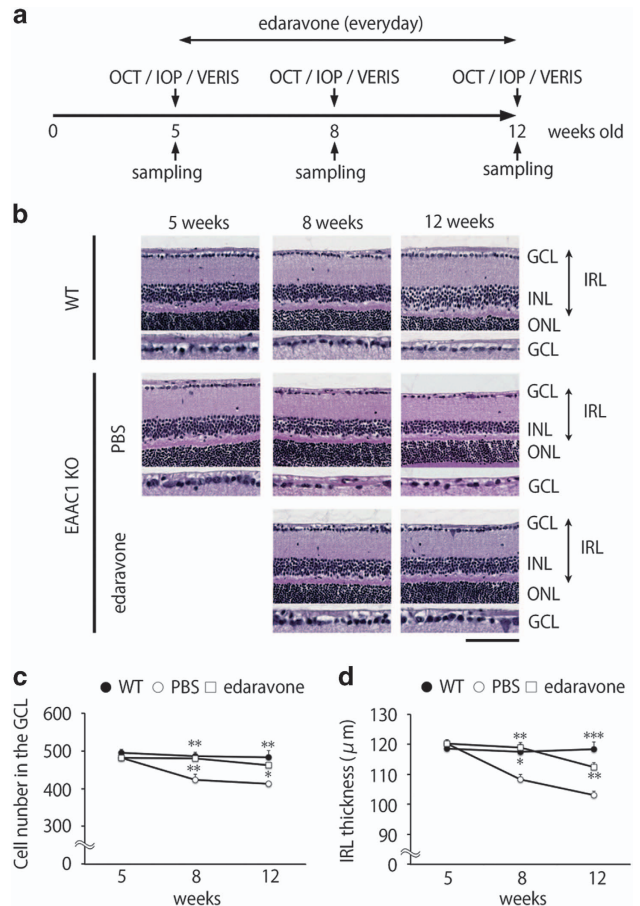 a
edaravone (everyday)
OCT / IOP / VERIS OCT / IOP / VERIS OCT / IOP / VERIS
0 5 8 12 weeks old
sampling sampling sampling
b
5 weeks 8 weeks 12 weeks
WT
GCL
IRL
INL
ONL
GCL
EAAC1 KO
PBS
GCL
IRL
INL
ONL
GCL
edaravone
GCL
IRL
INL
ONL
GCL
c
WT PBS edaravone
Cell nunber in the GCL
600
500
400
300
0
** **
** *
5 8 12
weeks
d
WT PBS edaravone
IRL thickness (μm)
130
120
110
100
90
0
** ***
* **
5 8 12
weeks